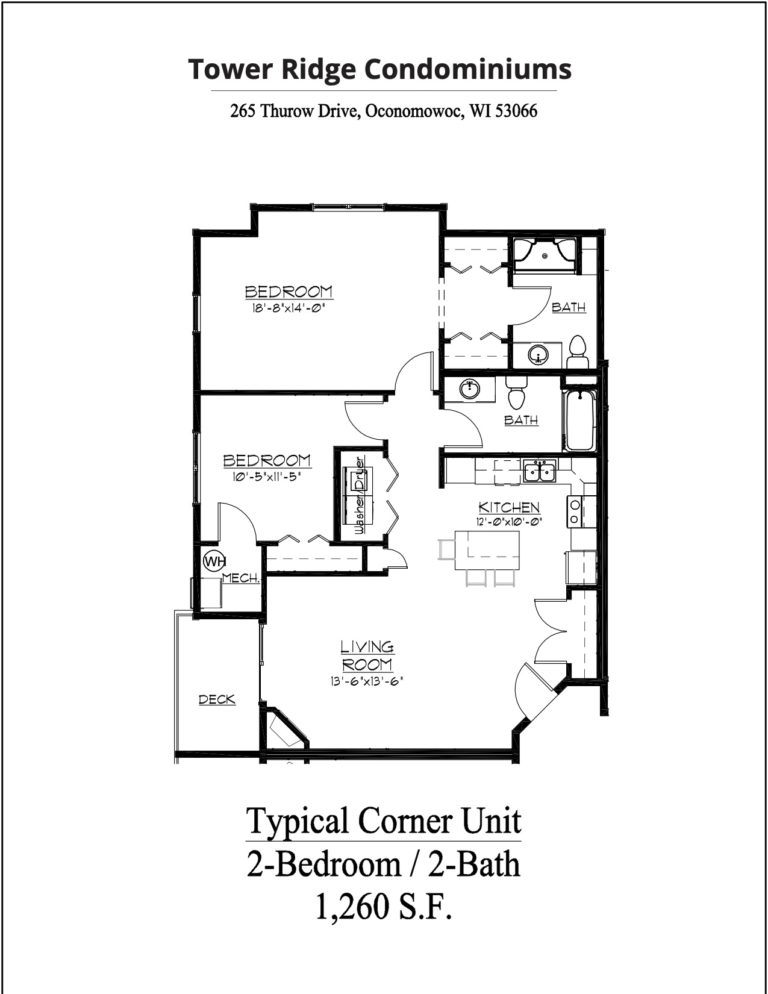 Tower Ridge Condominiums
265 Thurow Drive, Oconomowoc, WI 53066
BEDROOM
18'-8"x14'-0"
BATH
BATH
BEDROOM
10'-5"x11'-5"
Washer/Dryer
KITCHEN
12'-0"x10'-0"
WH
MECH.
LIVING
ROOM
13'-6"x13'-6"
DECK
Typical Corner Unit
2-Bedroom / 2-Bath
1,260 S.F.